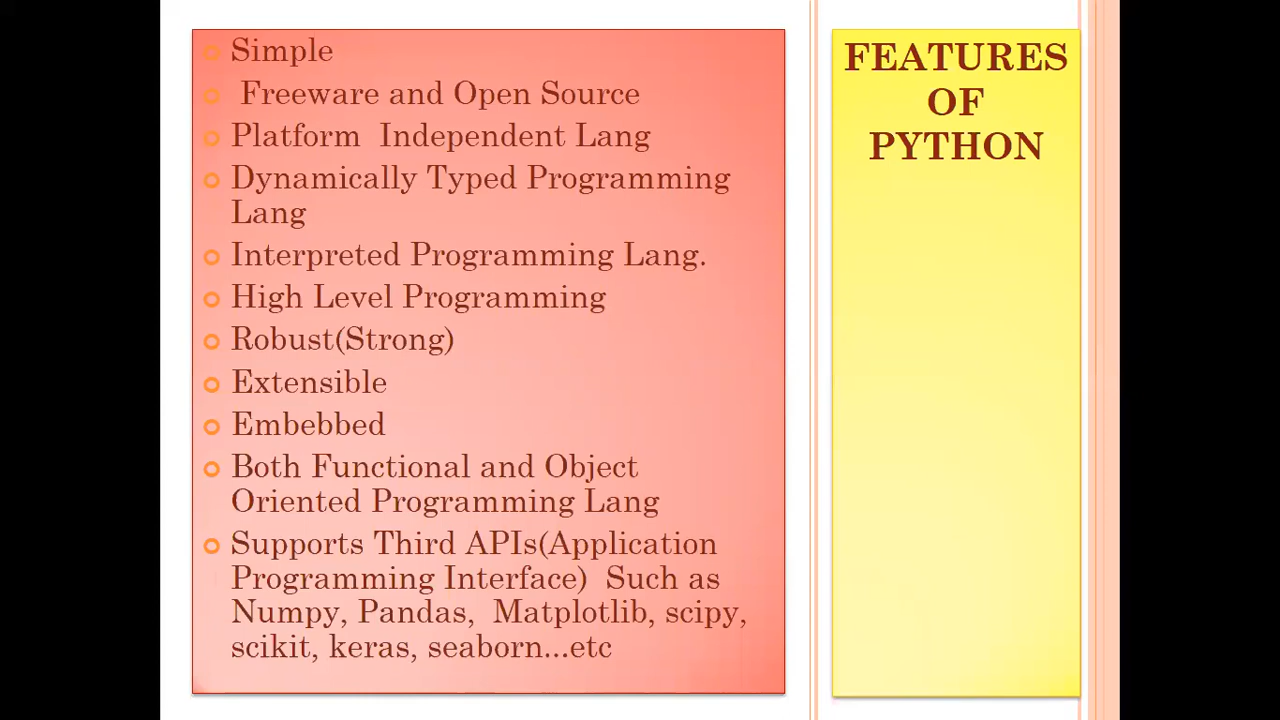 Simple
Freeware and Open Source
Platform  Independent Lang
Dynamically Typed Programming
Lang
Interpreted Programming Lang.
High Level Programming
Robust(Strong)
Extensible
Embebbed
Both Functional and Object
Oriented Programming Lang
Supports Third APIs(Application
Programming Interface)  Such as
Numpy, Pandas,  Matplotlib, scipy,
scikit, keras, seaborn...etc
FEATURES
OF
PYTHON